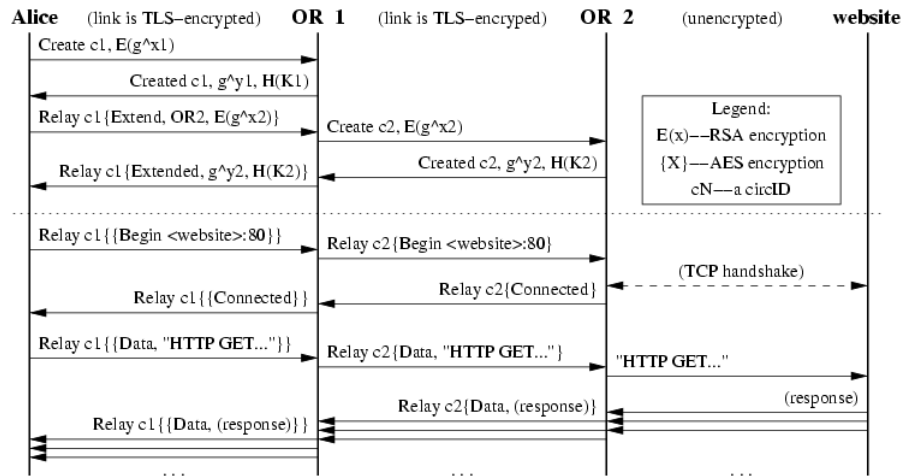 Alice (link is TLS–encrypted) OR 1 (link is TLS–encrypted) OR 2 (unencrypted) website
Create c1, E(g^x1)
Created c1, g^y1, H(K1)
Relay c1{Extend, OR2, E(g^x2)}
Create c2, E(g^x2)
Created c2, g^y2, H(K2)
Relay c1{Extended, g^y2, H(K2)}
Legend:
E(x)––RSA encryption
{X}––AES encryption
cN––a circID
Relay c1{{Begin <website>:80}}
Relay c2{Begin <website>:80}
(TCP handshake)
Relay c2{Connected}
Relay c1{{Connected}}
Relay c1{{Data, "HTTP GET..."}}
Relay c2{Data, "HTTP GET..."}
"HTTP GET..."
(response)
Relay c2{Data, (response)}
Relay c1{{Data, (response)}}
. . . . . . . . .